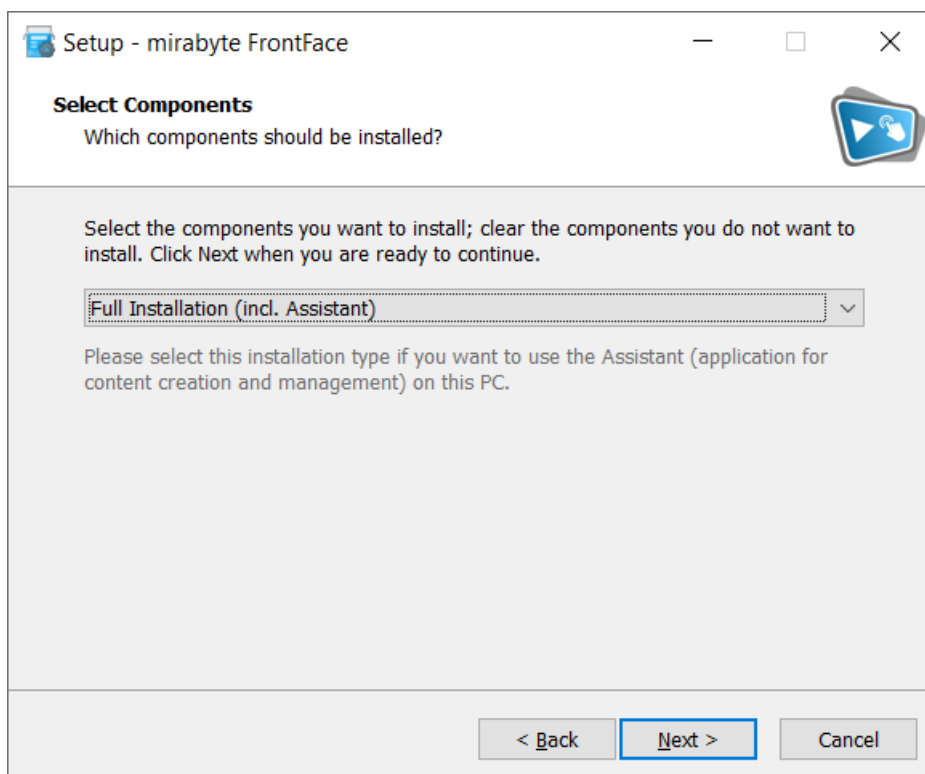 Setup - mirabyte FrontFace
Select Components
Which components should be installed?
Select the components you want to install; clear the components you do not want to
install. Click Next when you are ready to continue.
Full Installation (incl. Assistant)
Please select this installation type if you want to use the Assistant (application for
content creation and management) on this PC.
< Back
Next >
Cancel